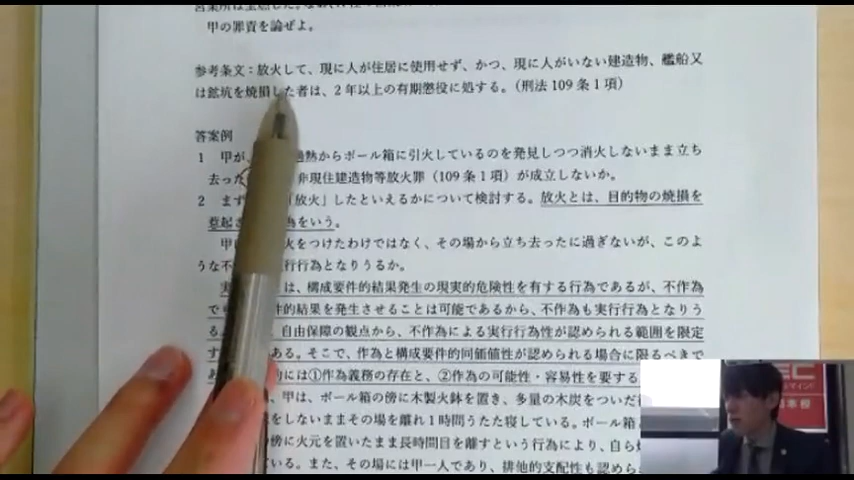 甲の罪責を論ぜよ。
参考条文：放火して、現に人が住居に使用せず、かつ、現に人がいない建造物、艦船又
は鉱坑を焼損した者は、2年以上の有期懲役に処する。（刑法109条1項）
答案例
1 甲が、 過熱からボール箱に引火しているのを発見しつつ消火しないまま立ち
去った 非現住建造物等放火罪（109条1項）が成立しないか。
2 まず 「放火」したといえるかについて検討する。放火とは、目的物の焼損を
惹起さ 為をいう。
甲 火をつけたわけではなく、その場から立ち去ったに過ぎないが、このよ
うな不 行行為となりうるか。
実 は、構成要件的結果発生の現実的危険性を有する行為であるが、不作為
で 件的結果を発生させることは可能であるから、不作為も実行行為となりう
る 自由保障の観点から、不作為による実行行為性が認められる範囲を限定
す ある。そこで、作為と構成要件的同価値性が認められる場合に限るべきで
あ には①作為義務の存在と、②作為の可能性・容易性を要する
、甲は、ボール箱の傍に木製火鉢を置き、多量の木炭をついだ
をしないままその場を離れ1時間うたた寝している。ボール
傍に火元を置いたまま長時間目を離すという行為により、自ら
ている。また、その場には甲一人であり、排他的支配性も認め